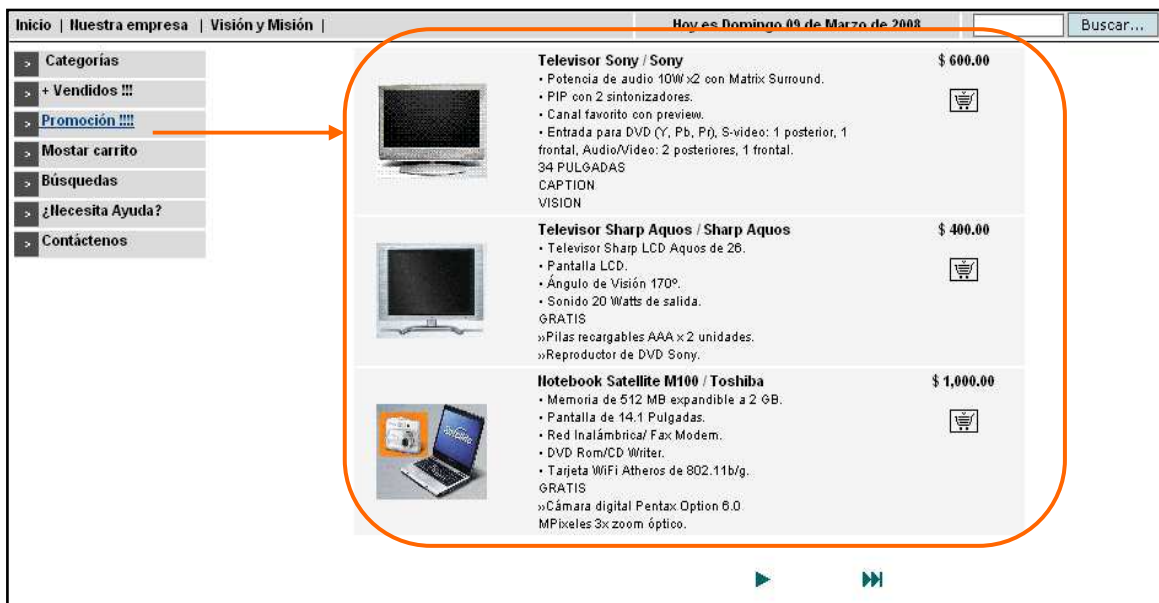 Inicio | Nuestra empresa | Visión y Misión |
Hoy es Domingo 09 de Marzo de 2008
Buscar...
> Categorías
> + Vendidos !!!
> Promoción !!!!
> Mostar carrito
> Búsquedas
> ¿Necesita Ayuda?
> Contáctenos
Televisor Sony / Sony
$ 600.00
• Potencia de audio 10W x2 con Matrix Surround.
• PIP con 2 sintonizadores.
• Canal favorito con preview.
• Entrada para DVD (Y, Pb, Pr), S-video: 1 posterior, 1
frontal, Audio/Video: 2 posteriores, 1 frontal.
34 PULGADAS
CAPTION
VISION
Televisor Sharp Aquos / Sharp Aquos
$ 400.00
• Televisor Sharp LCD Aquos de 26.
• Pantalla LCD.
• Ángulo de Visión 170º.
• Sonido 20 Watts de salida.
GRATIS
»Pilas recargables AAA x 2 unidades.
»Reproductor de DVD Sony.
Notebook Satellite M100 / Toshiba
$ 1,000.00
• Memoria de 512 MB expandible a 2 GB.
• Pantalla de 14.1 Pulgadas.
• Red Inalámbrica/ Fax Modem.
• DVD Rom/CD Writer.
• Tarjeta WiFi Atheros de 802.11b/g.
GRATIS
»Cámara digital Pentax Option 6.0
MPixeles 3x zoom óptico.
Satellite